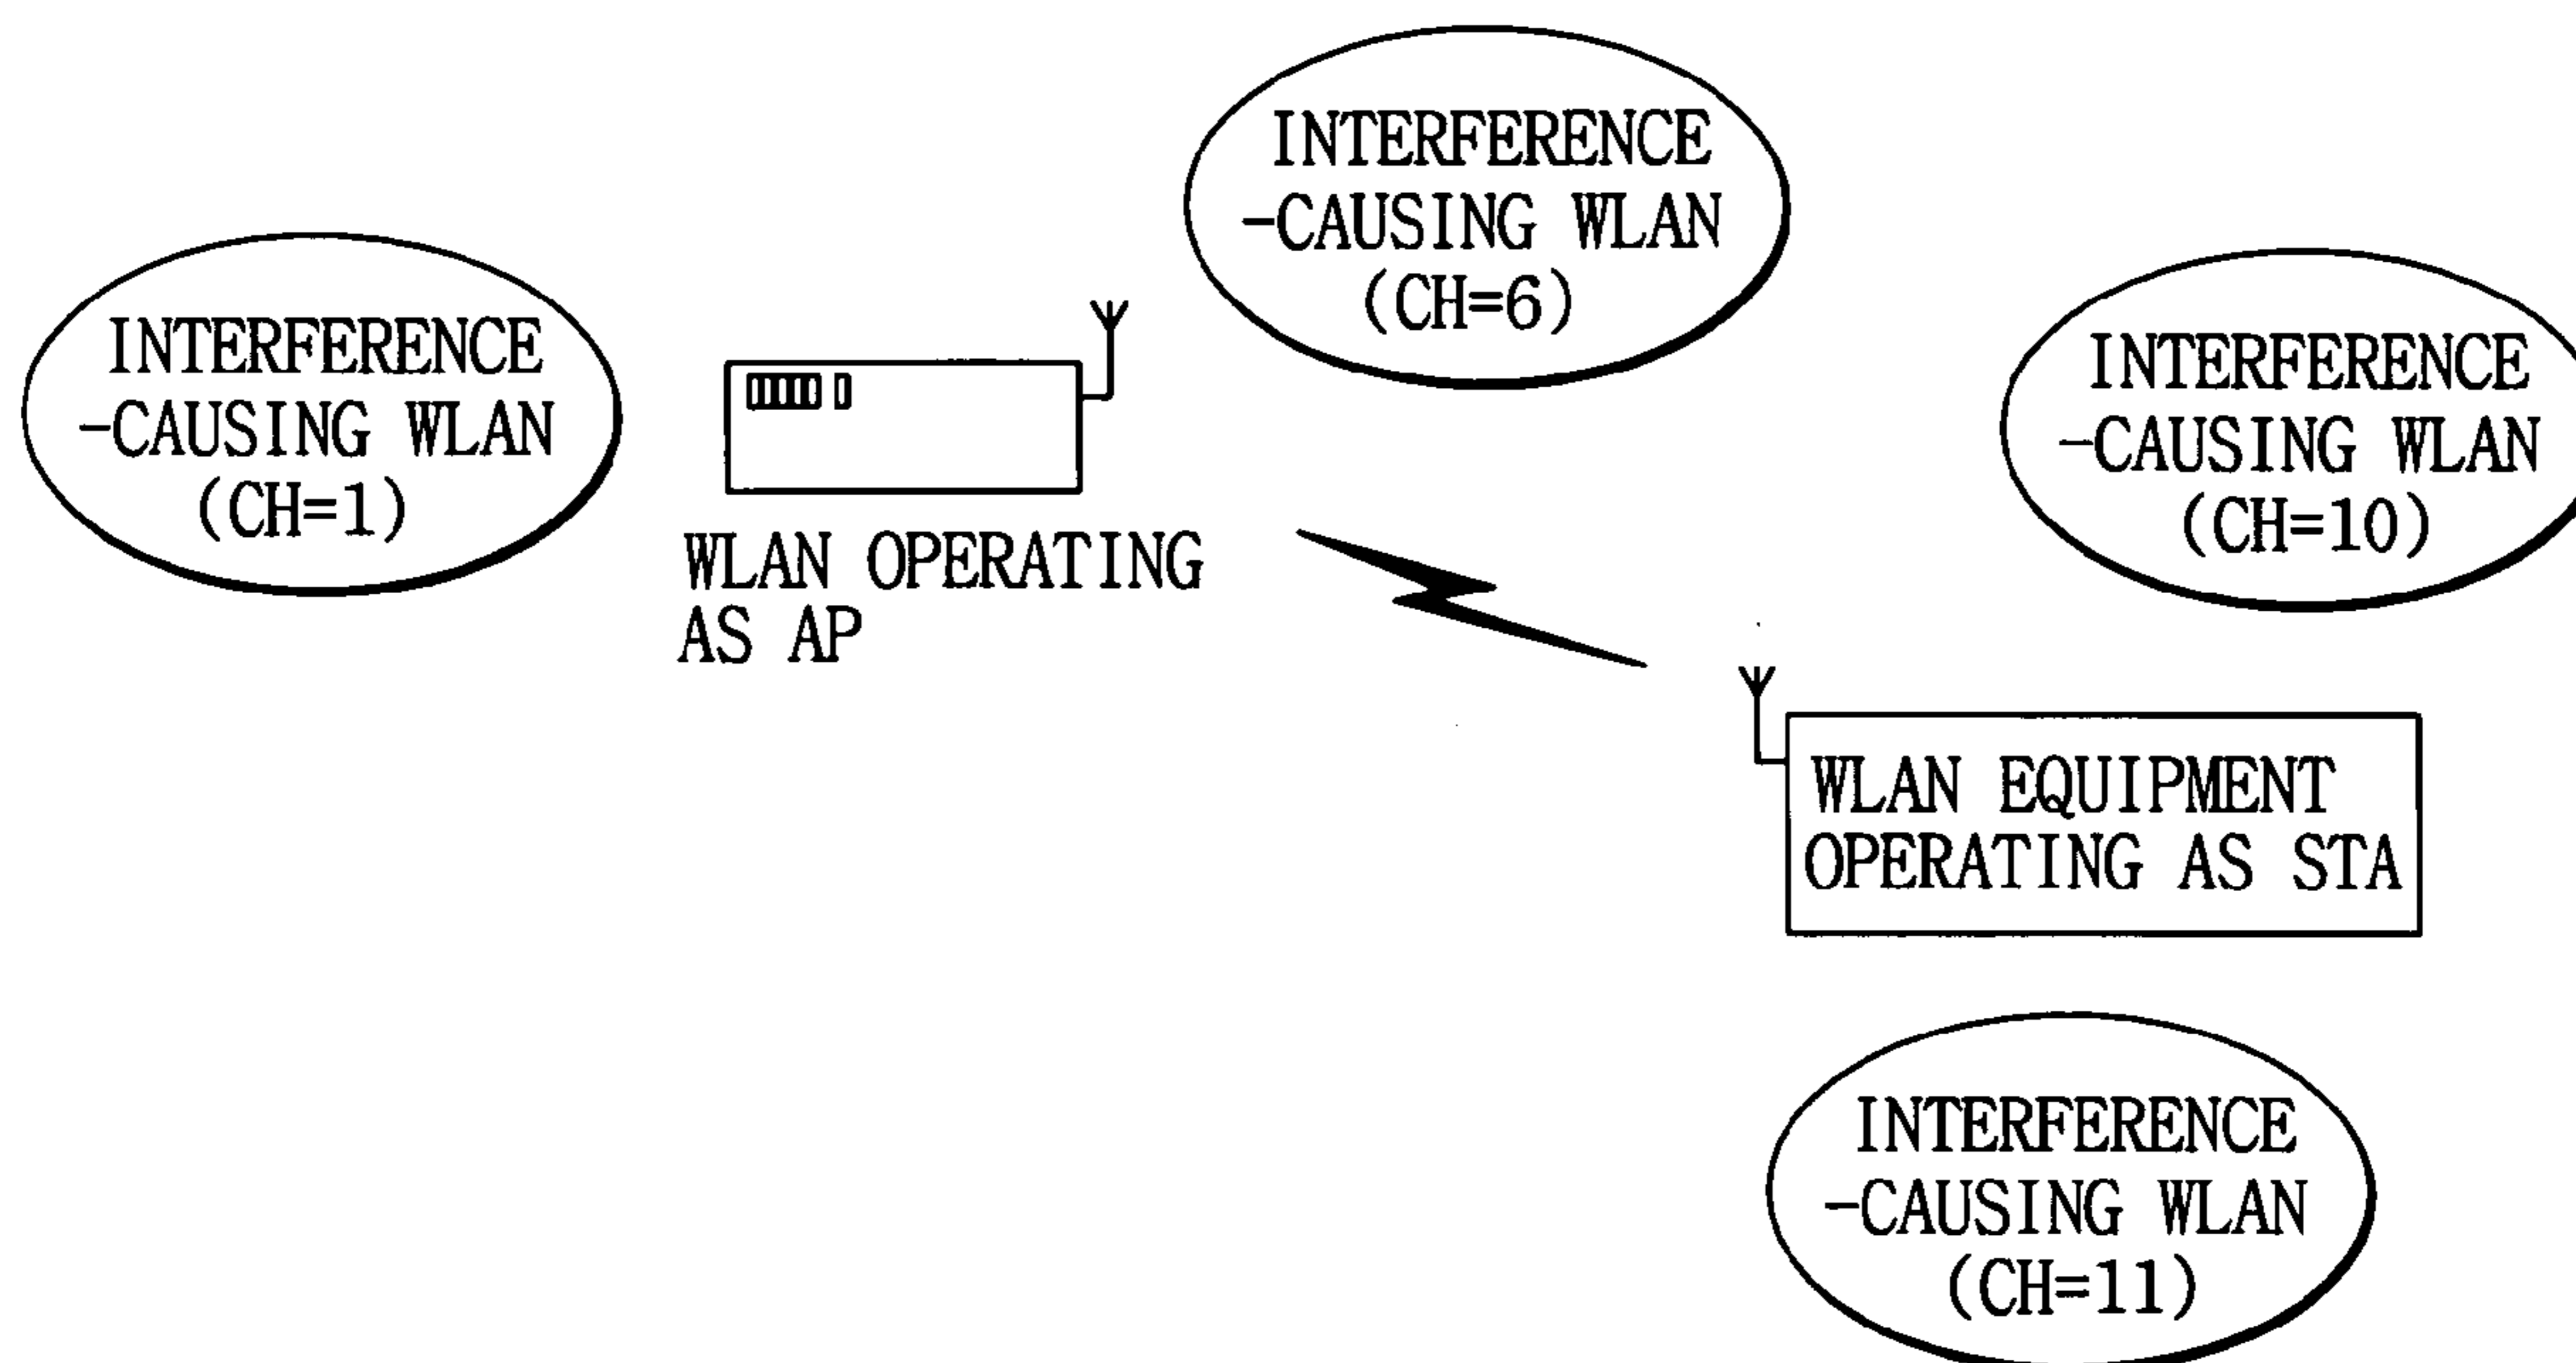 INTERFERENCE
-CAUSING WLAN
(CH=6)
INTERFERENCE
-CAUSING WLAN
(CH=1)
INTERFERENCE
-CAUSING WLAN
(CH=10)
WLAN OPERATING
AS AP
WLAN EQUIPMENT
OPERATING AS STA
INTERFERENCE
-CAUSING WLAN
(CH=11)